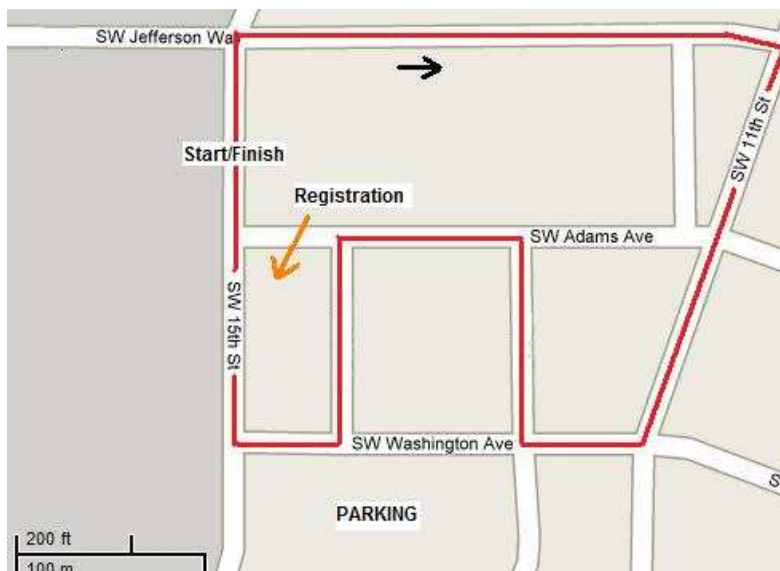 SW Jefferson Wa
SW 11th St
Start/Finish
Registration
SW Adams Ave
SW 15th St
SW Washington Ave
S
PARKING
200 ft
100 m